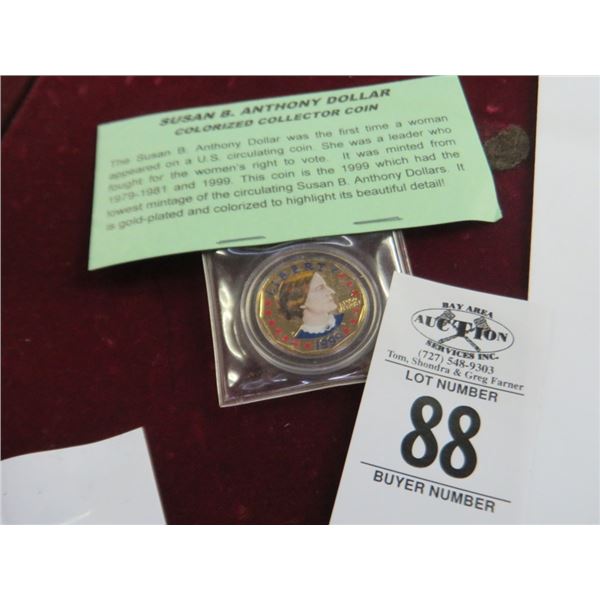 SUSAN B. ANTHONY DOLLAR
COLORIZED COLLECTOR COIN
The Susan B. Anthony Dollar was the first time a woman
appeared on a U.S. circulating coin. She was a leader who
fought for the women's right to vote. It was minted from
1979-1981 and 1999. This coin is the 1999 which had the
lowest mintage of the circulating Susan B. Anthony Dollars. It
is gold-plated and colorized to highlight its beautiful detail!
LIBERTY
1999
BAY AREA
AUCTION
SERVICES INC.
(727) 548-9303
Tom, Shondra & Greg Farner
LOT NUMBER
88
BUYER NUMBER